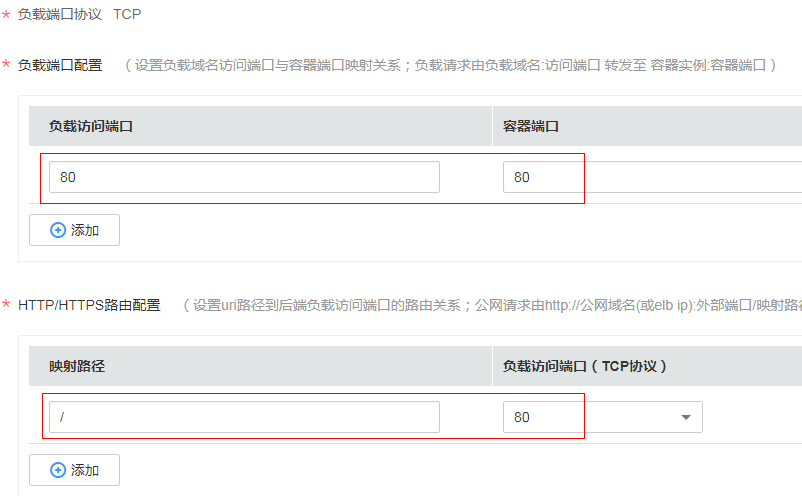 * 负载端口协议 TCP
* 负载端口配置 （设置负载域名访问端口与容器端口映射关系；负载请求由负载域名:访问端口 转发至 容器实例:容器端口）
负载访问端口 容器端口
80 80
添加
* HTTP/HTTPS路由配置 （设置uri路径到后端负载访问端口的路由关系；公网请求由http://公网域名(或elb ip):外部端口/映射路径
映射路径 负载访问端口（TCP协议）
/ 80
添加